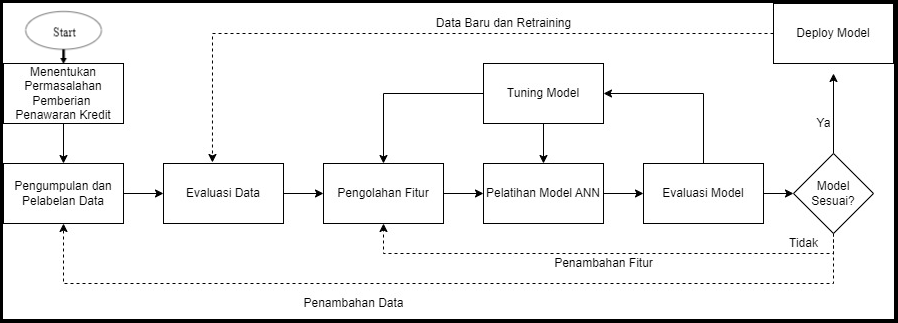 Start
Menentukan
Permasalahan
Pemberian
Penawaran Kredit
Pengumpulan dan
Pelabelan Data
Evaluasi Data
Pengolahan Fitur
Tuning Model
Pelatihan Model ANN
Evaluasi Model
Model
Sesuai?
Ya
Deploy Model
Data Baru dan Retraining
Tidak
Penambahan Fitur
Penambahan Data